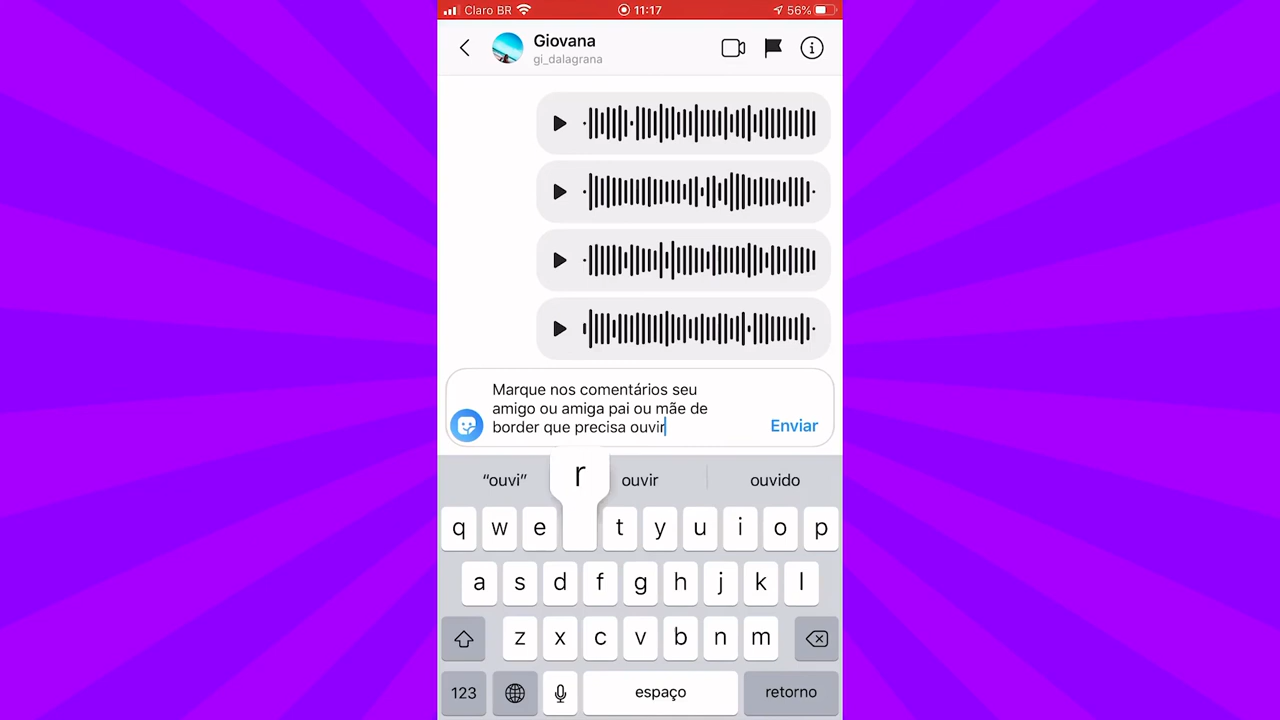 Claro BR 11:17 56%
Giovana
gi_dalagrana
Marque nos comentários seu
amigo ou amiga pai ou mãe de
border que precisa ouvir
Enviar
“ouvi” r ouvir ouvido
q w e t y u i o p
a s d f g h j k l
z x c v b n m
123 espaço retorno